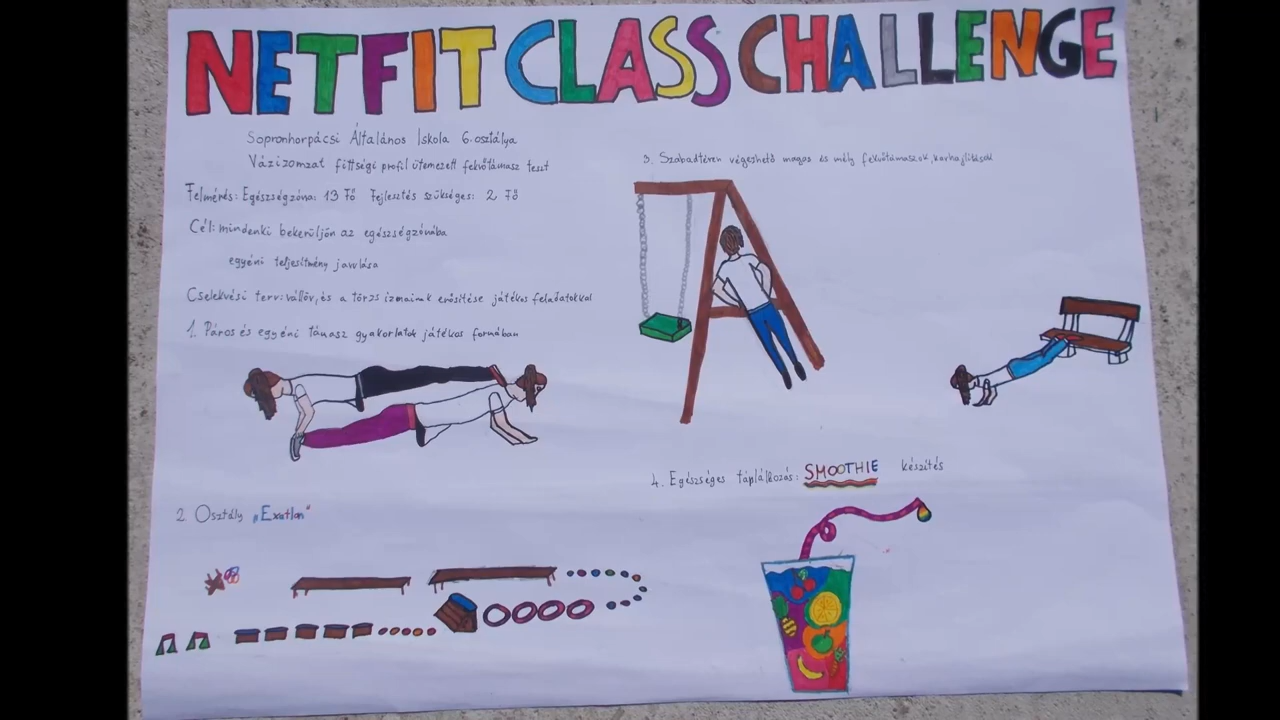 NETFIT CLASS CHALLENGE
Sopronhorpácsi Általános Iskola 6.osztálya
Vázizomzat fittségi profil ütemezett fekvőtámasz teszt
Felmérés: Egészségzóna: 13 Fő Fejlesztés szükséges: 2 Fő
Cél: mindenki bekerüljön az egészségzónába
egyéni teljesítmény javulása
Cselekvési terv: vállöv, és a törzs izmainak erősítése játékos feladatokkal
1. Páros és egyéni támasz gyakorlatok játékos formában
2. Osztály „Exatlon"
3. Szabadtéren végezhető magas és mély fekvőtámaszok, karhajlítások
4. Egészséges táplálkozás: SMOOTHIE készítés